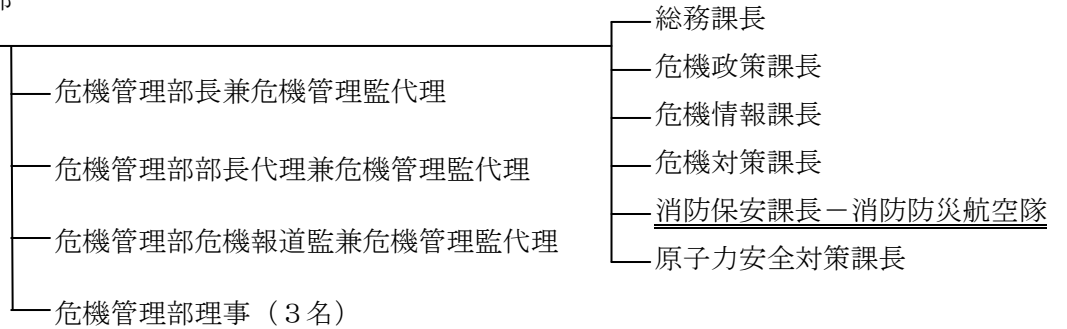 総務課長
危機政策課長
危機管理部長兼危機管理監代理
危機情報課長
危機管理部部長代理兼危機管理監代理
危機対策課長
消防保安課長－消防防災航空隊
危機管理部危機報道監兼危機管理監代理
原子力安全対策課長
危機管理部理事（３名）